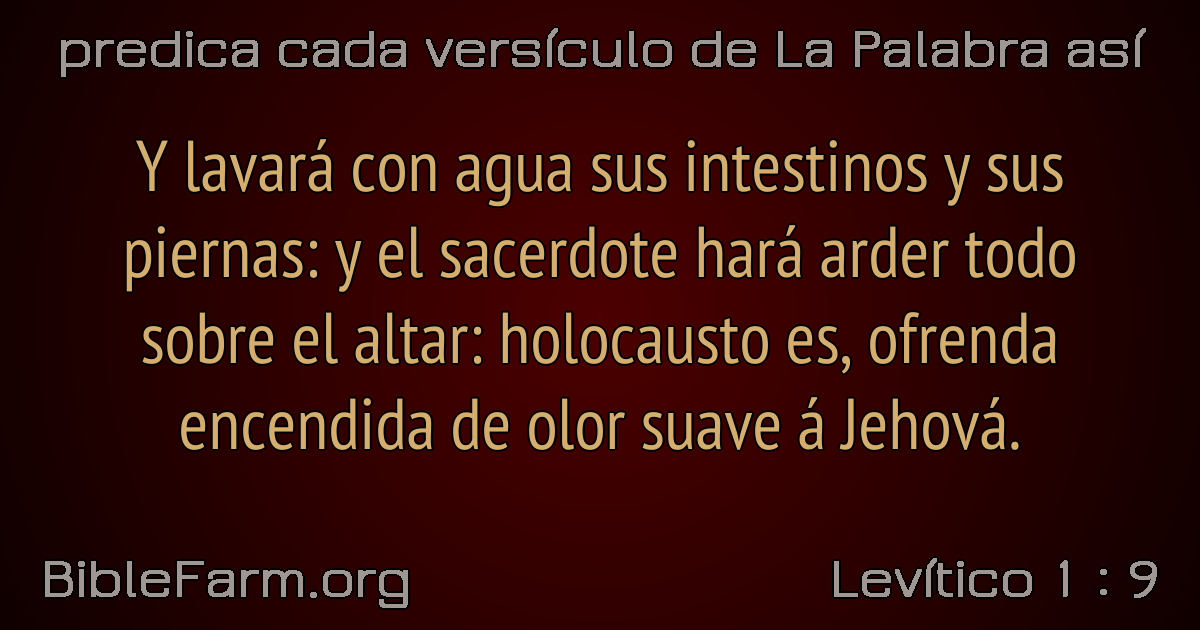 predica cada versículo de La Palabra así
Y lavará con agua sus intestinos y sus
piernas: y el sacerdote hará arder todo
sobre el altar: holocausto es, ofrenda
encendida de olor suave á Jehová.
BibleFarm.org
Levítico 1 : 9